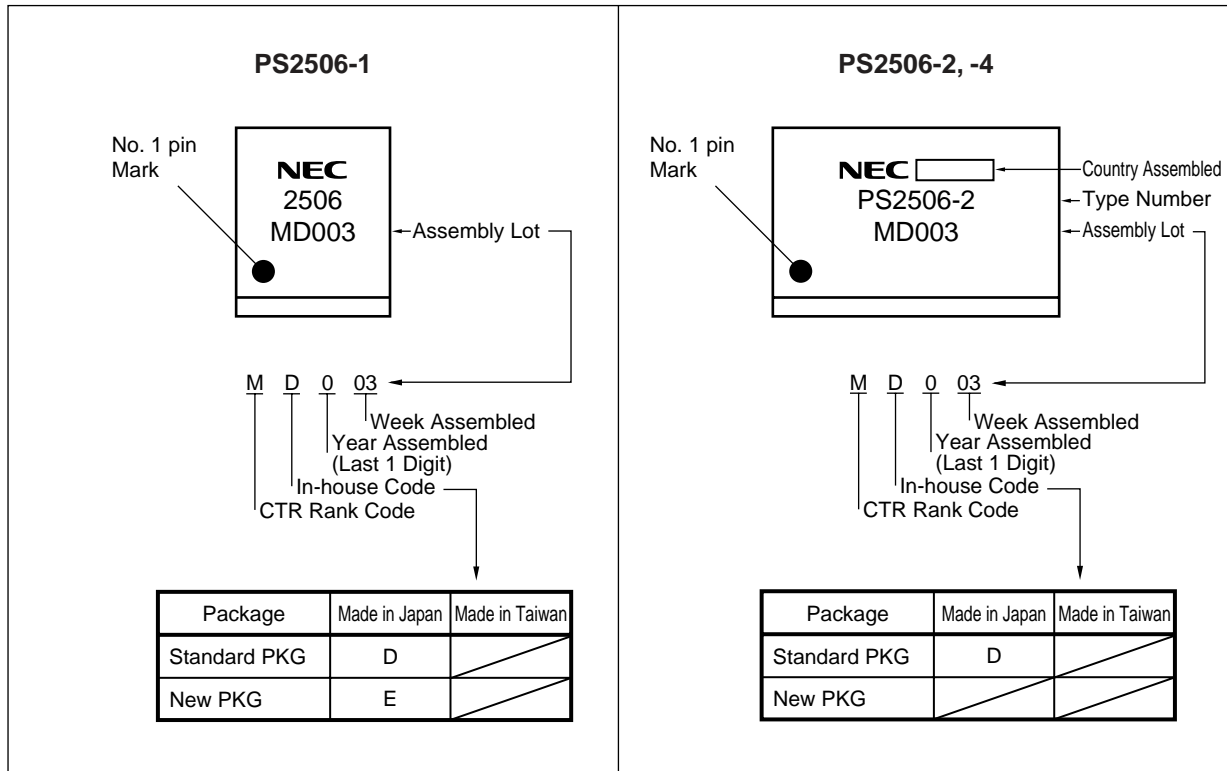 PS2506-1
No. 1 pin
Mark
NEC
2506
MD003
Assembly Lot
M D 0 03
Week Assembled
Year Assembled
(Last 1 Digit)
In-house Code
CTR Rank Code
Package Made in Japan Made in Taiwan
Standard PKG D
New PKG E
PS2506-2, -4
No. 1 pin
Mark
NEC
Country Assembled
PS2506-2
Type Number
MD003
Assembly Lot
M D 0 03
Week Assembled
Year Assembled
(Last 1 Digit)
In-house Code
CTR Rank Code
Package Made in Japan Made in Taiwan
Standard PKG D
New PKG